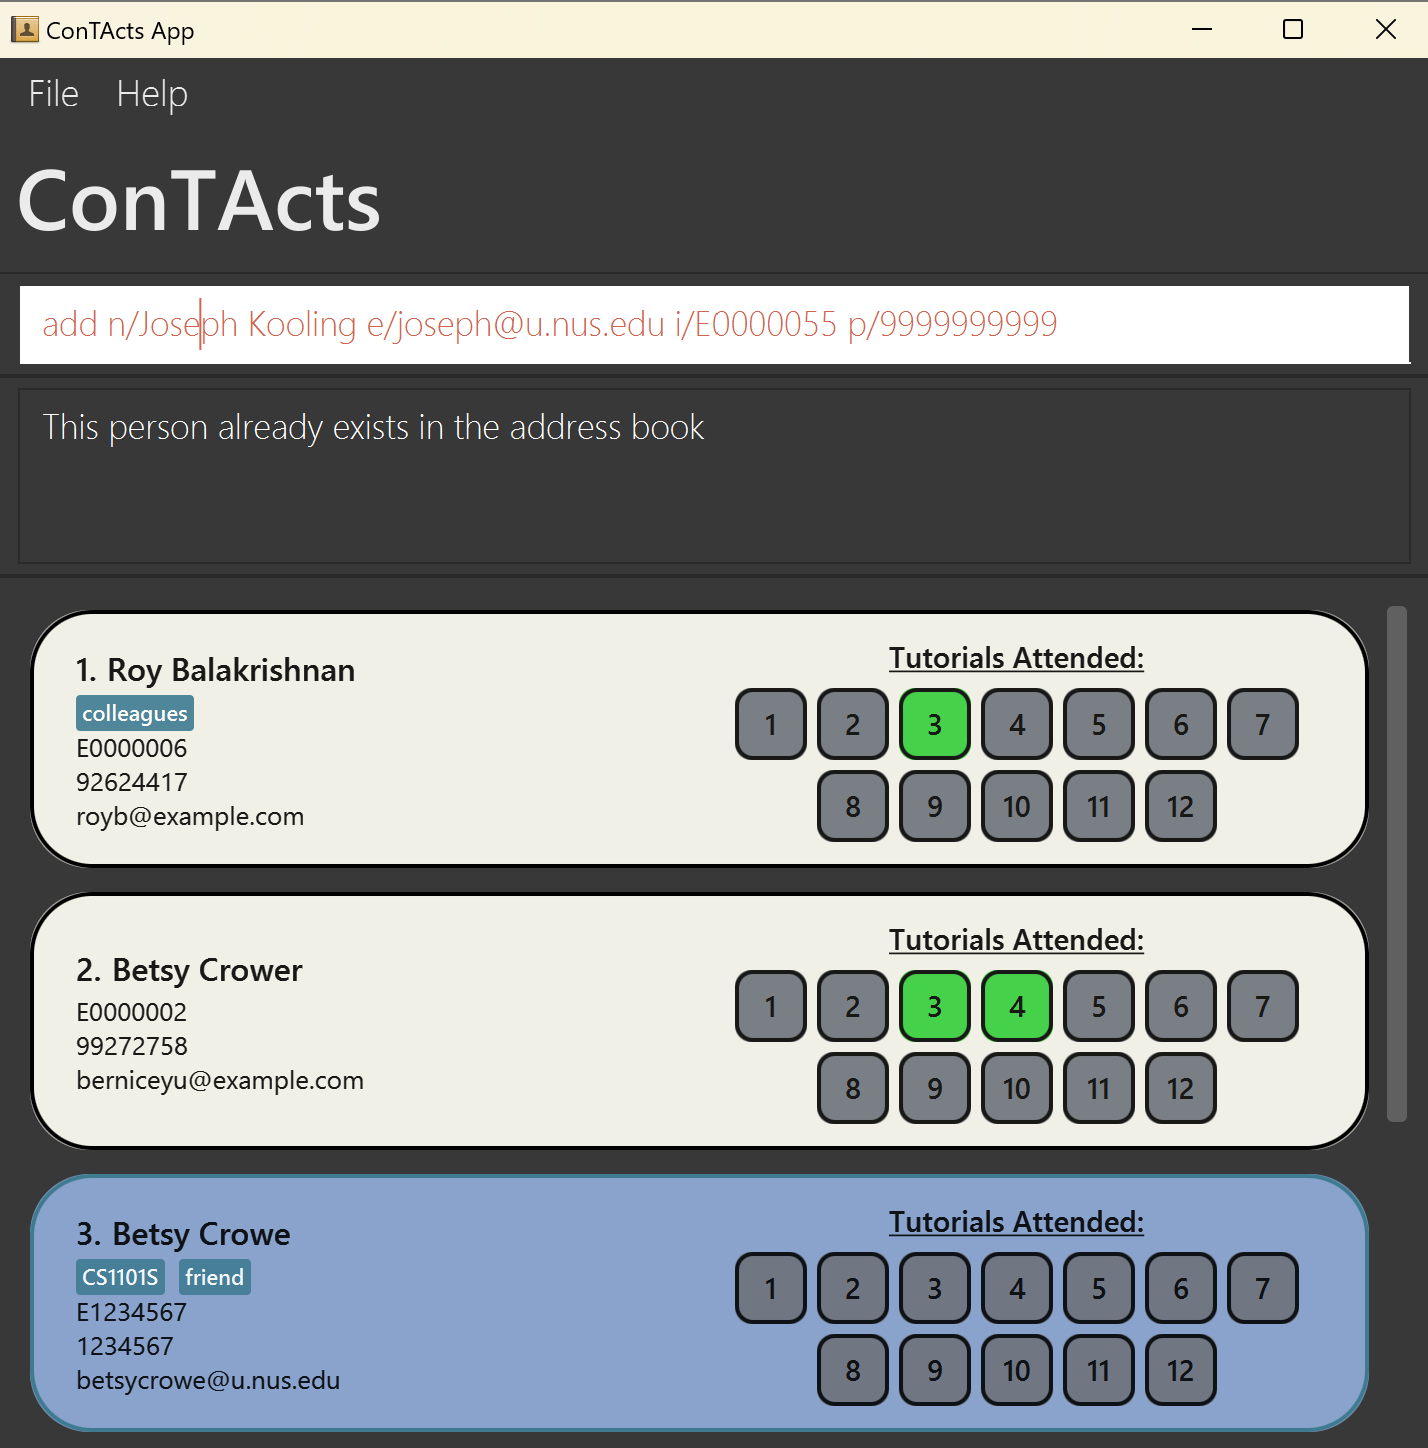 ConTActs App
File Help
ConTActs
add n/Joseph Kooling e/joseph@u.nus.edu i/E0000055 p/9999999999
This person already exists in the address book
1. Roy Balakrishnan
colleagues
E0000006
92624417
royb@example.com
Tutorials Attended:
1 2 3 4 5 6 7
8 9 10 11 12
2. Betsy Crower
E0000002
99272758
berniceyu@example.com
Tutorials Attended:
1 2 3 4 5 6 7
8 9 10 11 12
3. Betsy Crowe
CS1101S friend
E1234567
1234567
betsycrowe@u.nus.edu
Tutorials Attended:
1 2 3 4 5 6 7
8 9 10 11 12